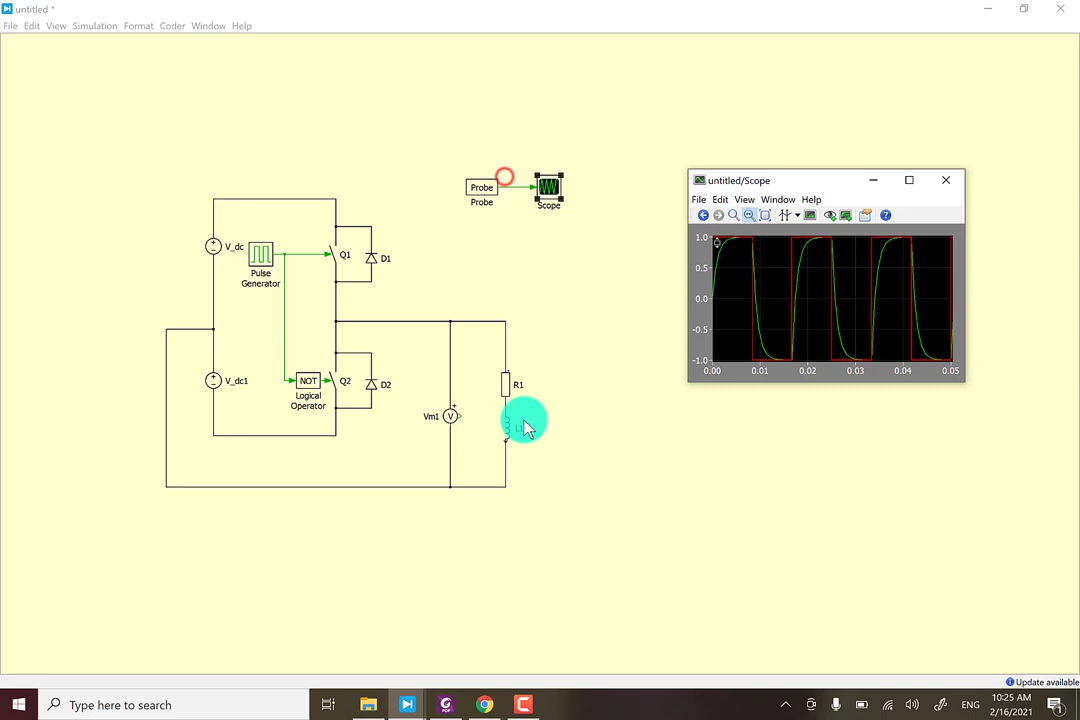 untitled *
File Edit View Simulation Format Coder Window Help
Probe
Probe
Scope
untitled/Scope
File Edit View Window Help
1.0
0.5
0.0
-0.5
-1.0
0.00 0.01 0.02 0.03 0.04 0.05
V_dc
Pulse
Generator
Q1
D1
V_dc1
NOT
Logical
Operator
Q2
D2
Vm1
V
R1
Update available
Type here to search
ENG
10:25 AM
2/16/2021
1